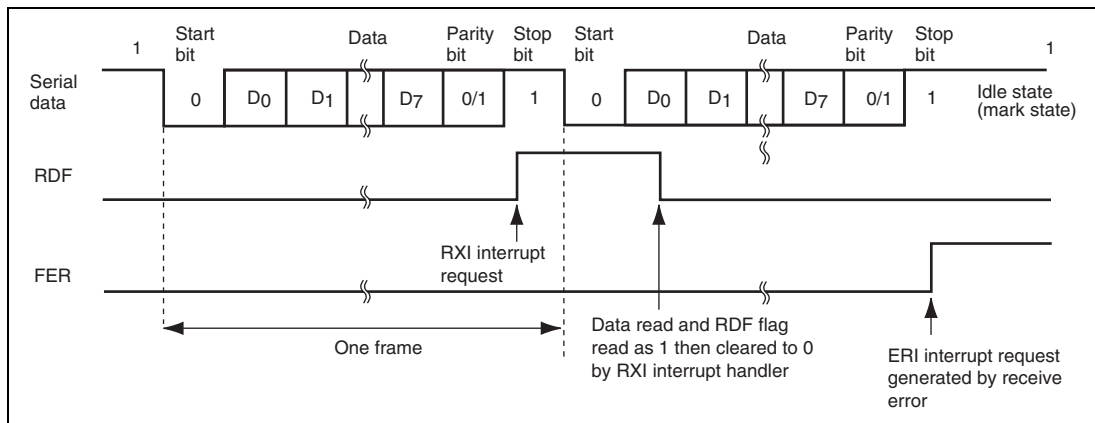 1 Start bit Data Parity bit Stop bit Start bit Data Parity bit Stop bit 1
Serial data 0 D0 D1 D7 0/1 1 0 D0 D1 D7 0/1 1 Idle state (mark state)
RDF
RXI interrupt
request
FER
One frame
Data read and RDF flag
read as 1 then cleared to 0
by RXI interrupt handler
ERI interrupt request
generated by receive
error